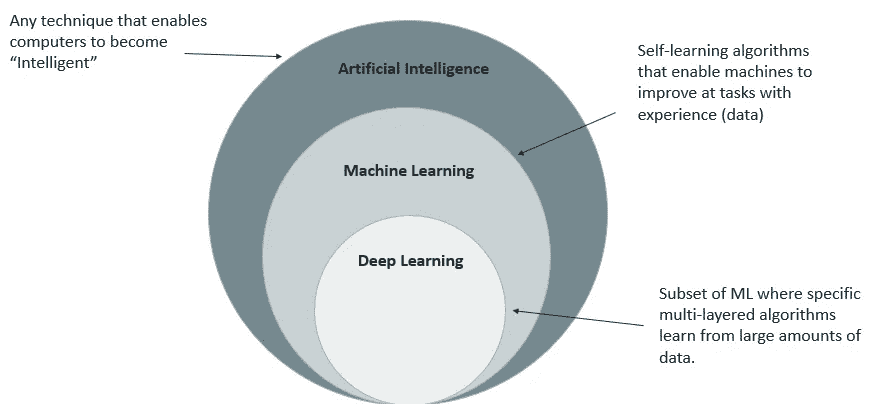 Any technique that enables
computers to become
“Intelligent”
Artificial Intelligence
Self-learning algorithms
that enable machines to
improve at tasks with
experience (data)
Machine Learning
Deep Learning
Subset of ML where specific
multi-layered algorithms
learn from large amounts of
data.